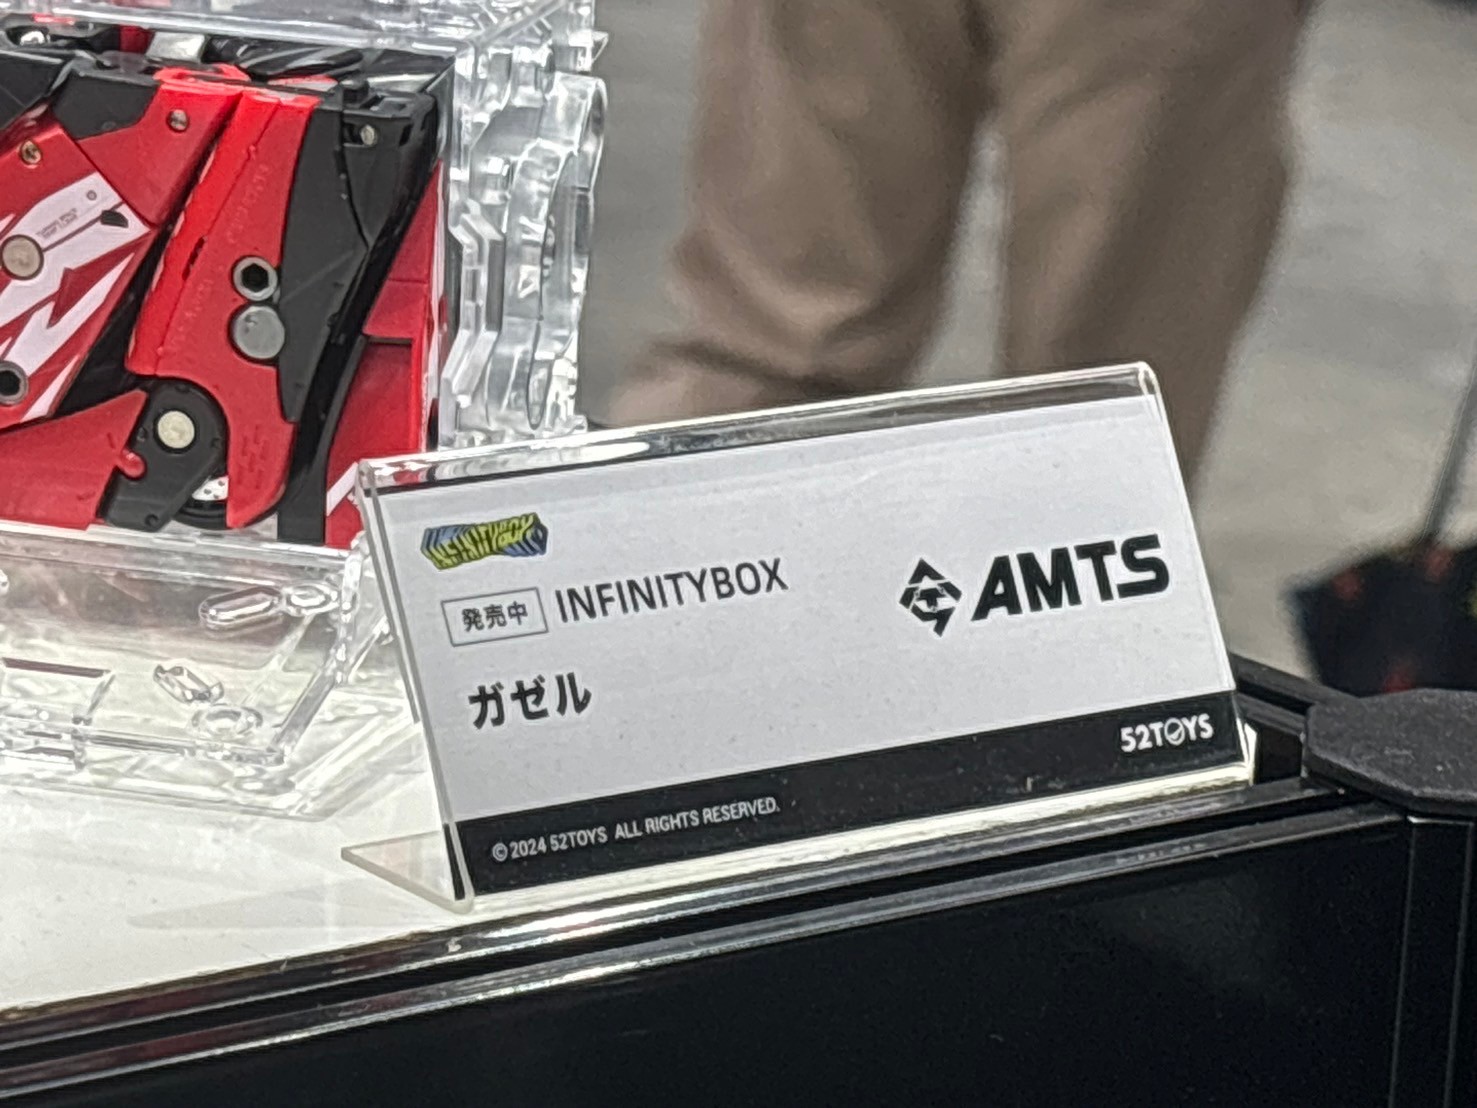 INFINITYBOX
発売中 INFINITYBOX
AMTS
ガゼル
52TOYS
©2024 52TOYS ALL RIGHTS RESERVED.